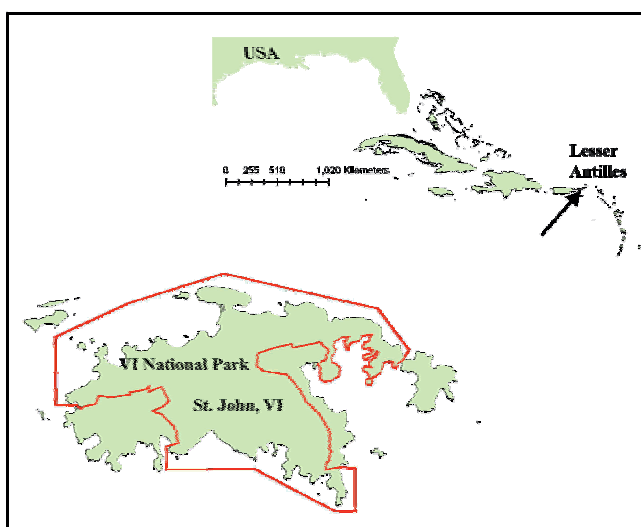 USA
Lesser
Antilles
0 255 510 1,020 Kilometers
VI National Park
St. John, VI